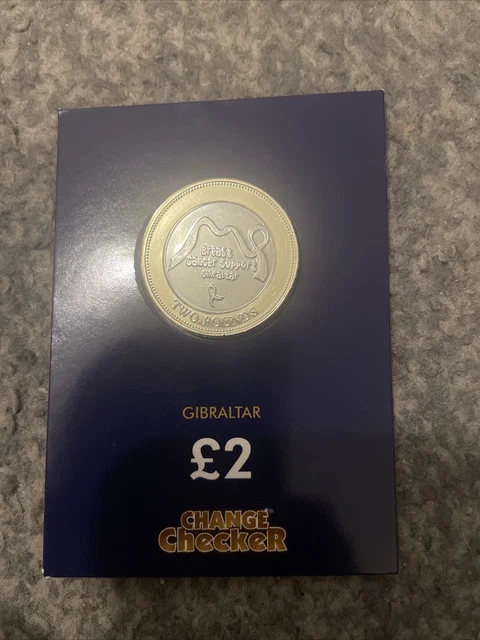 Breast
Cancer Support
Gibraltar
TWO POUNDS
GIBRALTAR
£2
CHANGE
CHECKER